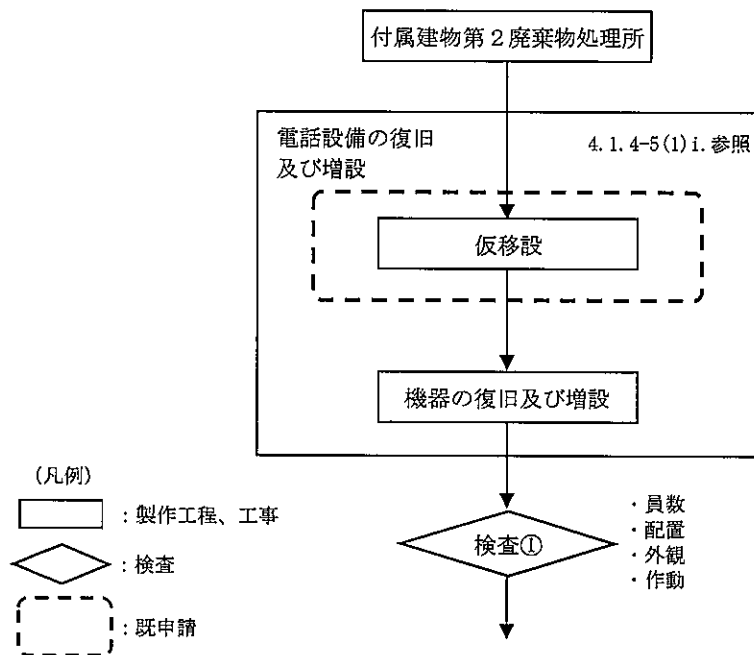 付属建物第2廃棄物処理所
電話設備の復旧
及び増設
4.1.4-5(1)i.参照
仮移設
機器の復旧及び増設
検査①
・員数
・配置
・外観
・作動
(凡例)
：製作工程、工事
：検査
：既申請